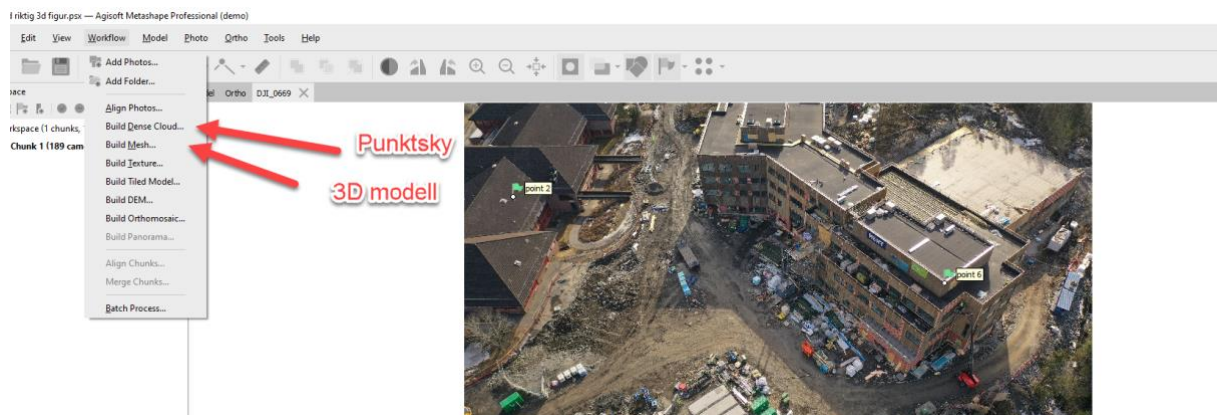 d riktig 3d figur.psx — Agisoft Metashape Professional (demo)
Edit View Workflow Model Photo Ortho Tools Help
Add Photos...
Add Folder...
Align Photos...
Build Dense Cloud...
Build Mesh...
Build Texture...
Build Tiled Model...
Build DEM...
Build Orthomosaic...
Build Panorama...
Align Chunks...
Merge Chunks...
Batch Process...
Ortho DJI_0669
(1 chunks,
Chunk 1 (189 cam
Punktsky
3D modell
point 2
point 6